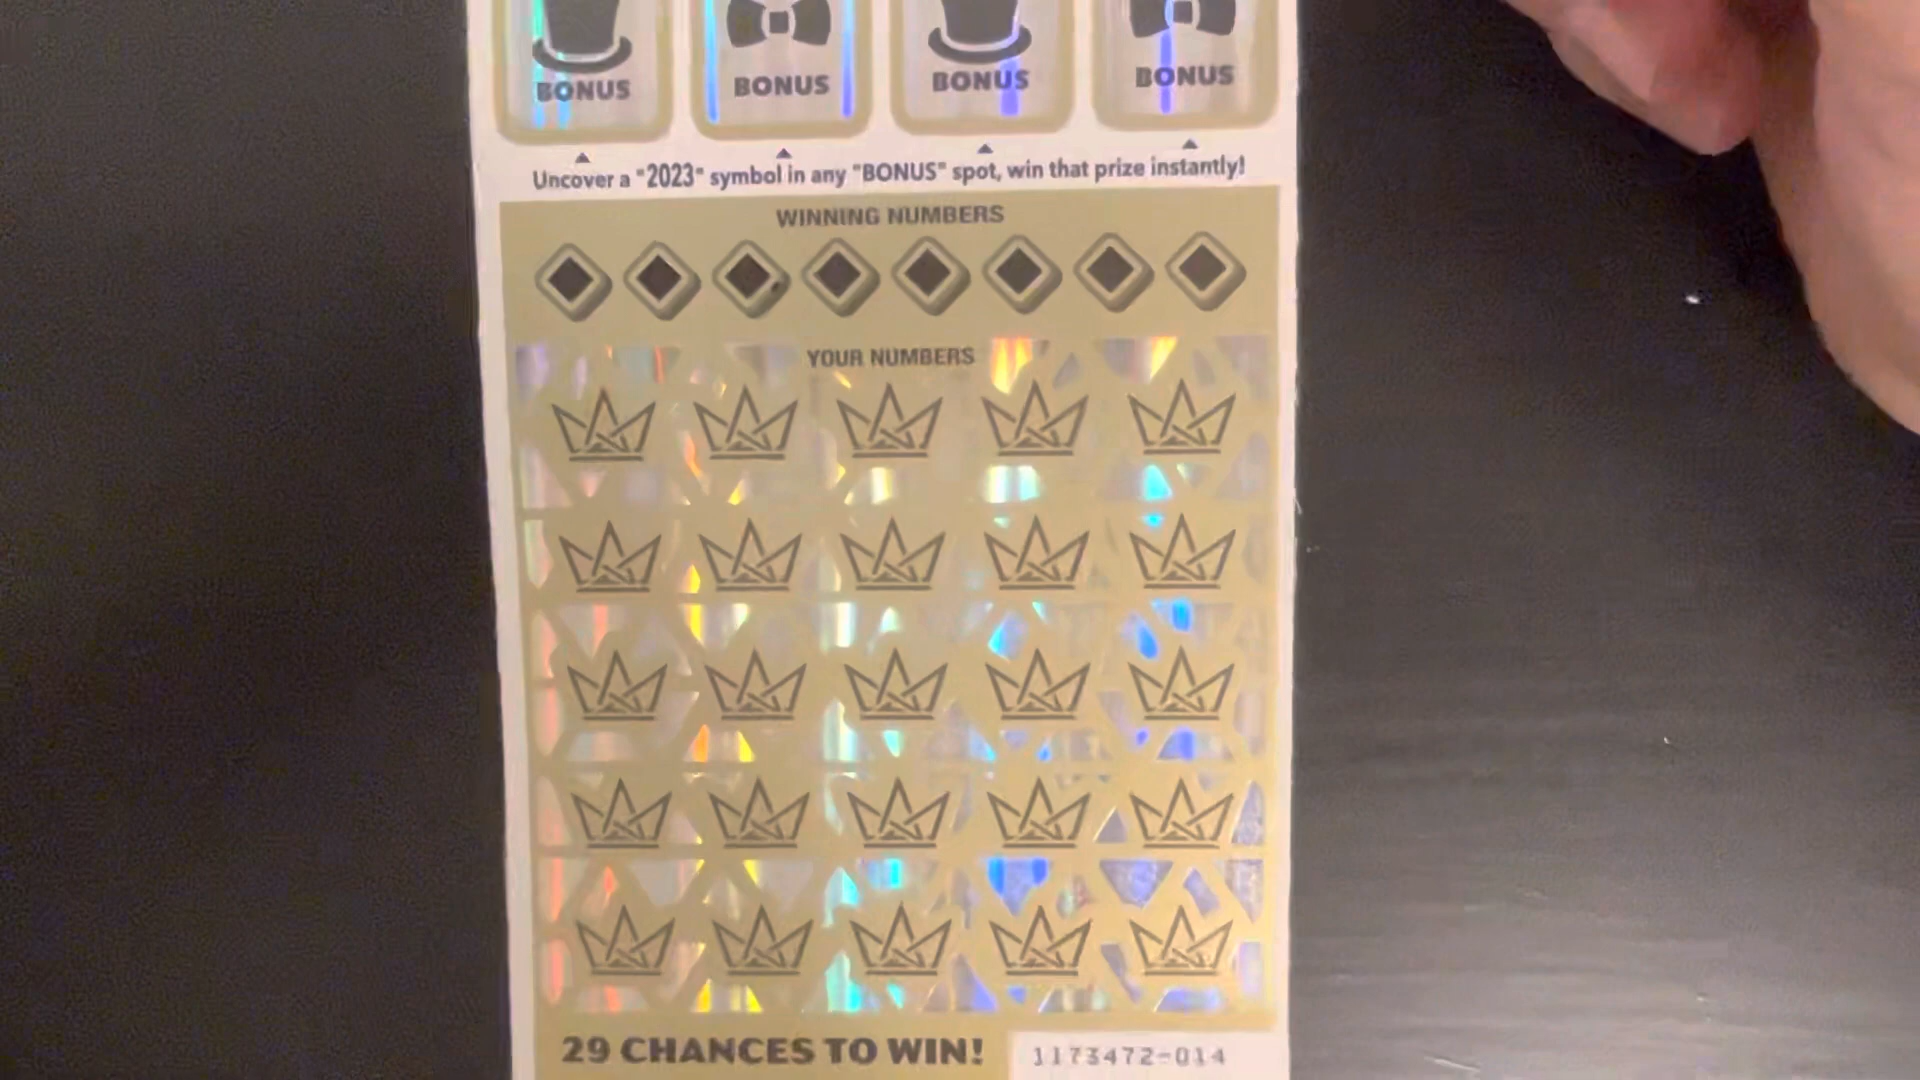 BONUS BONUS BONUS BONUS
Uncover a "2023" symbol in any "BONUS" spot, win that prize instantly!
WINNING NUMBERS
YOUR NUMBERS
29 CHANCES TO WIN!
1173472-014